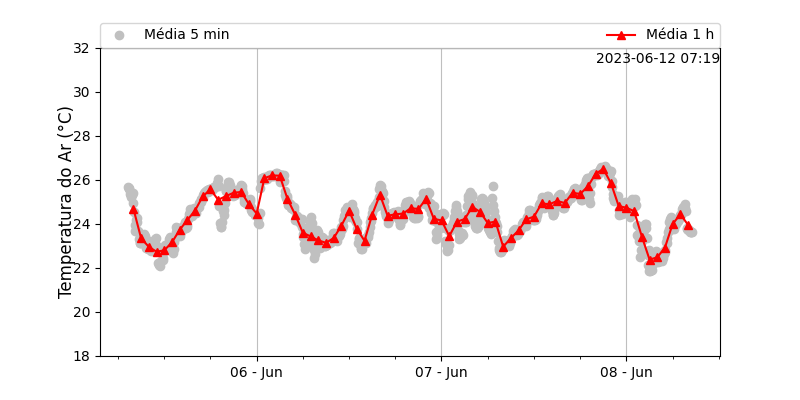 Média 5 min
Média 1 h
2023-06-12 07:19
Temperatura do Ar (°C)
32
30
28
26
24
22
20
18
06 - Jun
07 - Jun
08 - Jun